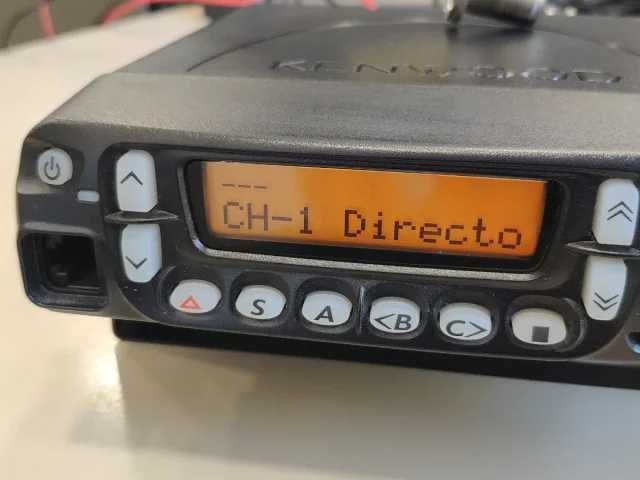 KENWOOD
---
CH-1 Directo
S A <B C>